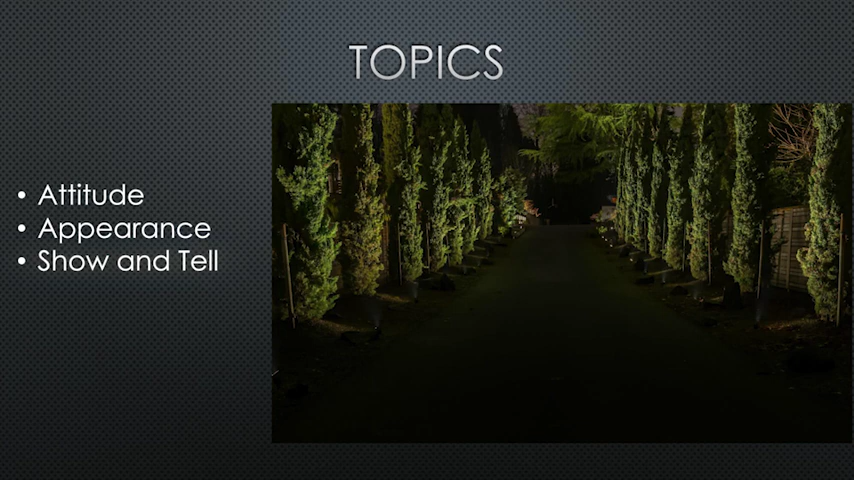 TOPICS
• Attitude
• Appearance
• Show and Tell